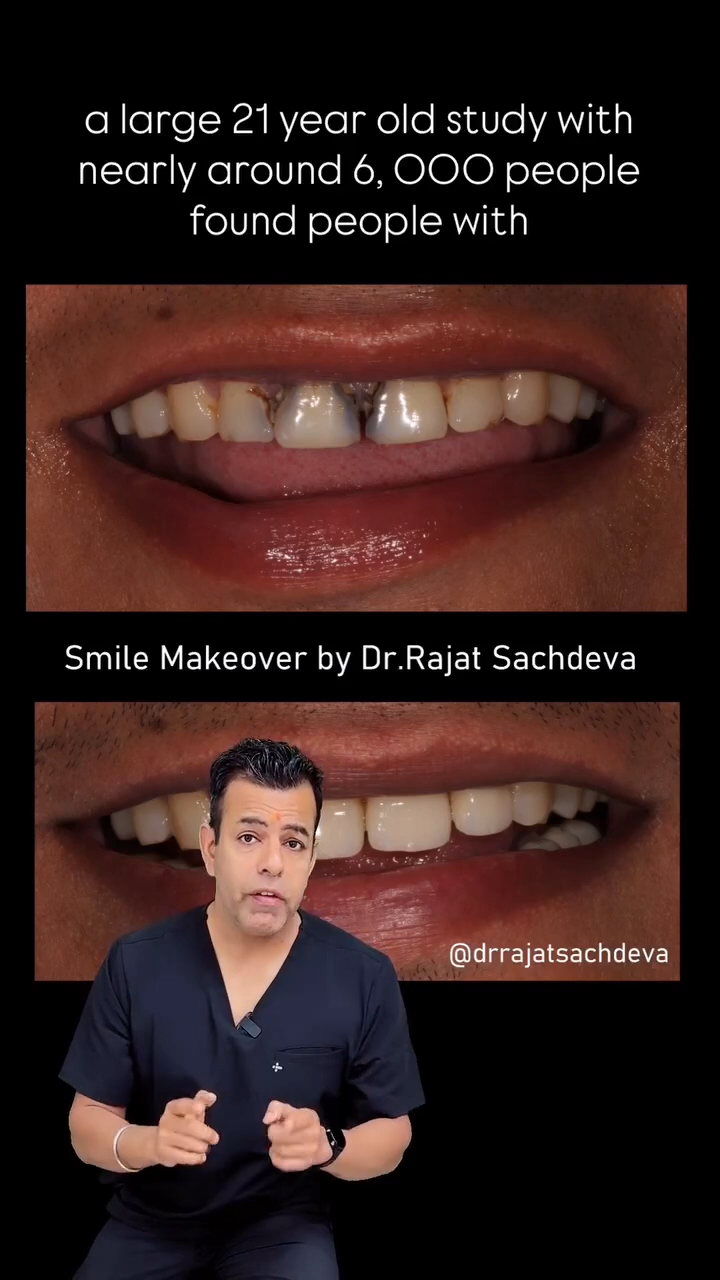 a large 21 year old study with
nearly around 6, 000 people
found people with
Smile Makeover by Dr.Rajat Sachdeva
@drrajatsachdeva